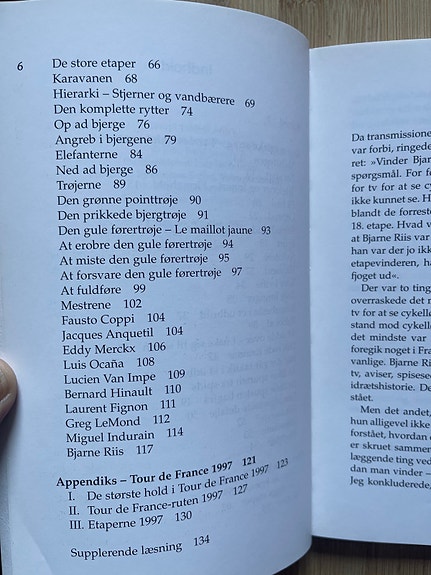 6
De store etaper 66
Karavanen 68
Hierarki – Stjerner og vandbærere 69
Den komplette rytter 74
Op ad bjerge 76
Angreb i bjergene 79
Elefanterne 84
Ned ad bjerge 86
Trøjerne 89
Den grønne pointtrøje 90
Den prikkede bjergtrøje 91
Den gule førertrøje – Le maillot jaune 93
At erobre den gule førertrøje 94
At miste den gule førertrøje 95
At forsvare den gule førertrøje 97
At fuldføre 99
Mestrene 102
Fausto Coppi 104
Jacques Anquetil 104
Eddy Merckx 106
Luis Ocaña 108
Lucien Van Impe 109
Bernard Hinault 110
Laurent Fignon 111
Greg LeMond 112
Miguel Indurain 114
Bjarne Riis 117
Appendiks – Tour de France 1997 121
I. De største hold i Tour de France 1997 123
II. Tour de France-ruten 1997 127
III. Etaperne 1997 130
Supplerende læsning 134
Da transmissione
var forbi, ringede
ret: »Vinder Bjar
spørgsmål. For f
for tv for at se c
ikke kunnet se. H
blandt de forrest
18. etape. Hvad v
at Bjarne Riis va
han var der jo ikk
etapevinderen, ha
fjoget ud«.
Der var to ting
overraskede det m
tv for at se cykell
stand mod cykell
det mindste var
foregik noget i Fra
vanlige. Bjarne Ri
tv, aviser, spisese
idrætshistorie. De
stået.
Men det andet,
hun alligevel ikke
forstået, hvordan
er skruet sammer
læggende ting ved
dan man vinder –
Jeg konkluderede,